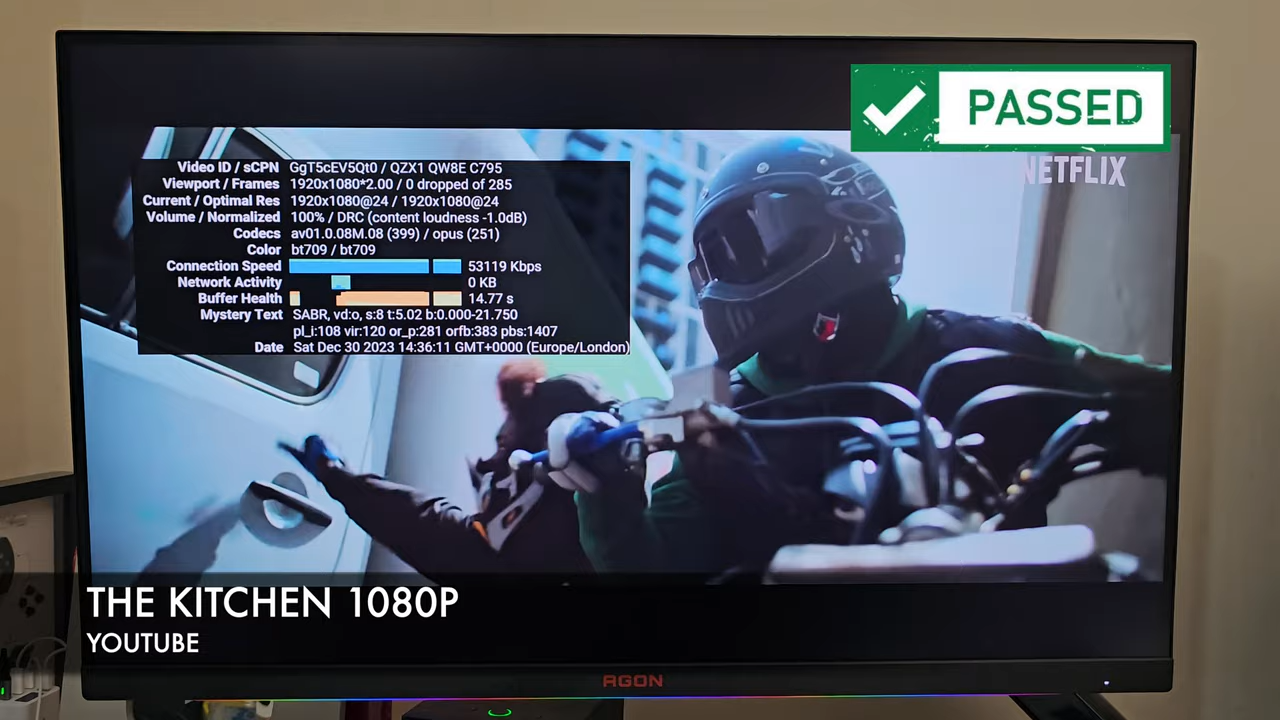 PASSED
NETFLIX
Video ID / sCPN GgT5cEV5Qt0 / QZX1 QW8E C795
Viewport / Frames 1920x1080*2.00 / 0 dropped of 285
Current / Optimal Res 1920x1080@24 / 1920x1080@24
Volume / Normalized 100% / DRC (content loudness -1.0dB)
Codecs av01.0.08M.08 (399) / opus (251)
Color bt709 / bt709
Connection Speed 53119 Kbps
Network Activity 0 KB
Buffer Health 14.77 s
Mystery Text SABR, vd:o, s:8 t:5.02 b:0.000-21.750
pl_i:108 vir:120 or_p:281 orfb:383 pbs:1407
Date Sat Dec 30 2023 14:36:11 GMT+0000 (Europe/London)
THE KITCHEN 1080P
YOUTUBE
AGON